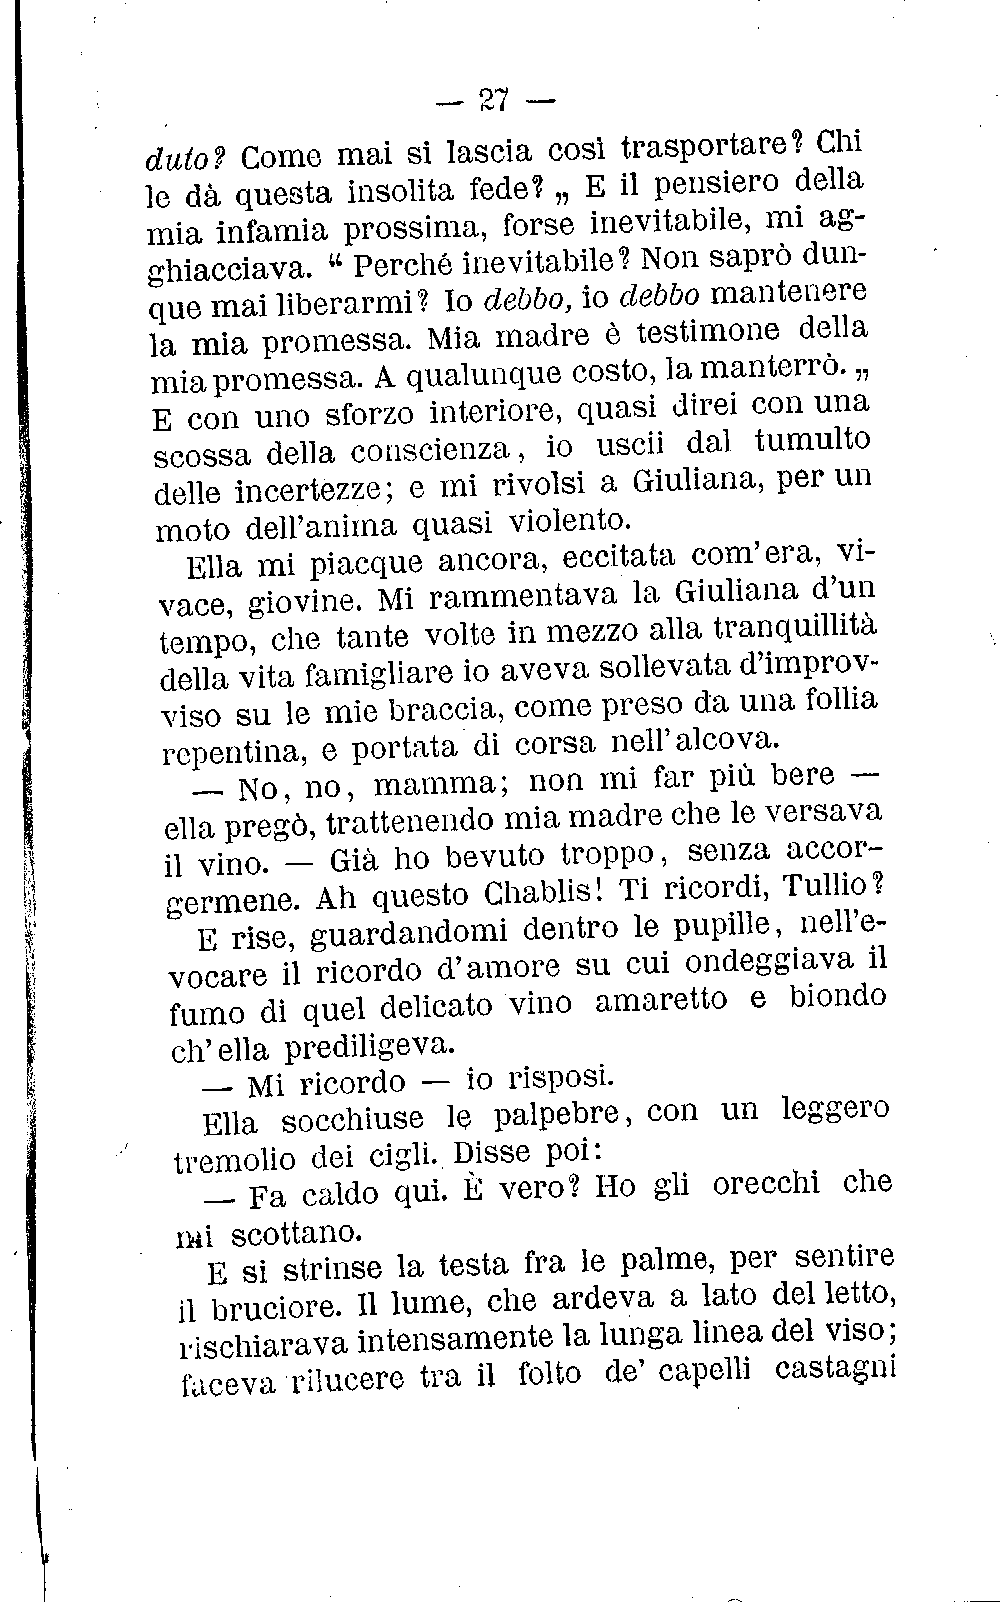 — 27 —
duto? Come mai si lascia così trasportare? Chi
le dà questa insolita fede? „ E il pensiero della
mia infamia prossima, forse inevitabile, mi ag-
ghiacciava. “ Perché inevitabile? Non saprò dun-
que mai liberarmi? Io debbo, io debbo mantenere
la mia promessa. Mia madre è testimone della
mia promessa. A qualunque costo, la manterrò. „
E con uno sforzo interiore, quasi direi con una
scossa della conscienza, io uscii dal tumulto
delle incertezze; e mi rivolsi a Giuliana, per un
moto dell'anima quasi violento.
Ella mi piacque ancora, eccitata com'era, vi-
vace, giovine. Mi rammentava la Giuliana d'un
tempo, che tante volte in mezzo alla tranquillità
della vita famigliare io aveva sollevata d'improv-
viso su le mie braccia, come preso da una follia
repentina, e portata di corsa nell'alcova.
— No, no, mamma; non mi far più bere —
ella pregò, trattenendo mia madre che le versava
il vino. — Già ho bevuto troppo, senza accor-
germene. Ah questo Chablis! Ti ricordi, Tullio?
E rise, guardandomi dentro le pupille, nell'e-
vocare il ricordo d'amore su cui ondeggiava il
fumo di quel delicato vino amaretto e biondo
ch'ella prediligeva.
— Mi ricordo — io risposi.
Ella socchiuse le palpebre, con un leggero
tremolio dei cigli. Disse poi:
— Fa caldo qui. È vero? Ho gli orecchi che
mi scottano.
E si strinse la testa fra le palme, per sentire
il bruciore. Il lume, che ardeva a lato del letto,
rischiarava intensamente la lunga linea del viso;
faceva rilucere tra il folto de' capelli castagni